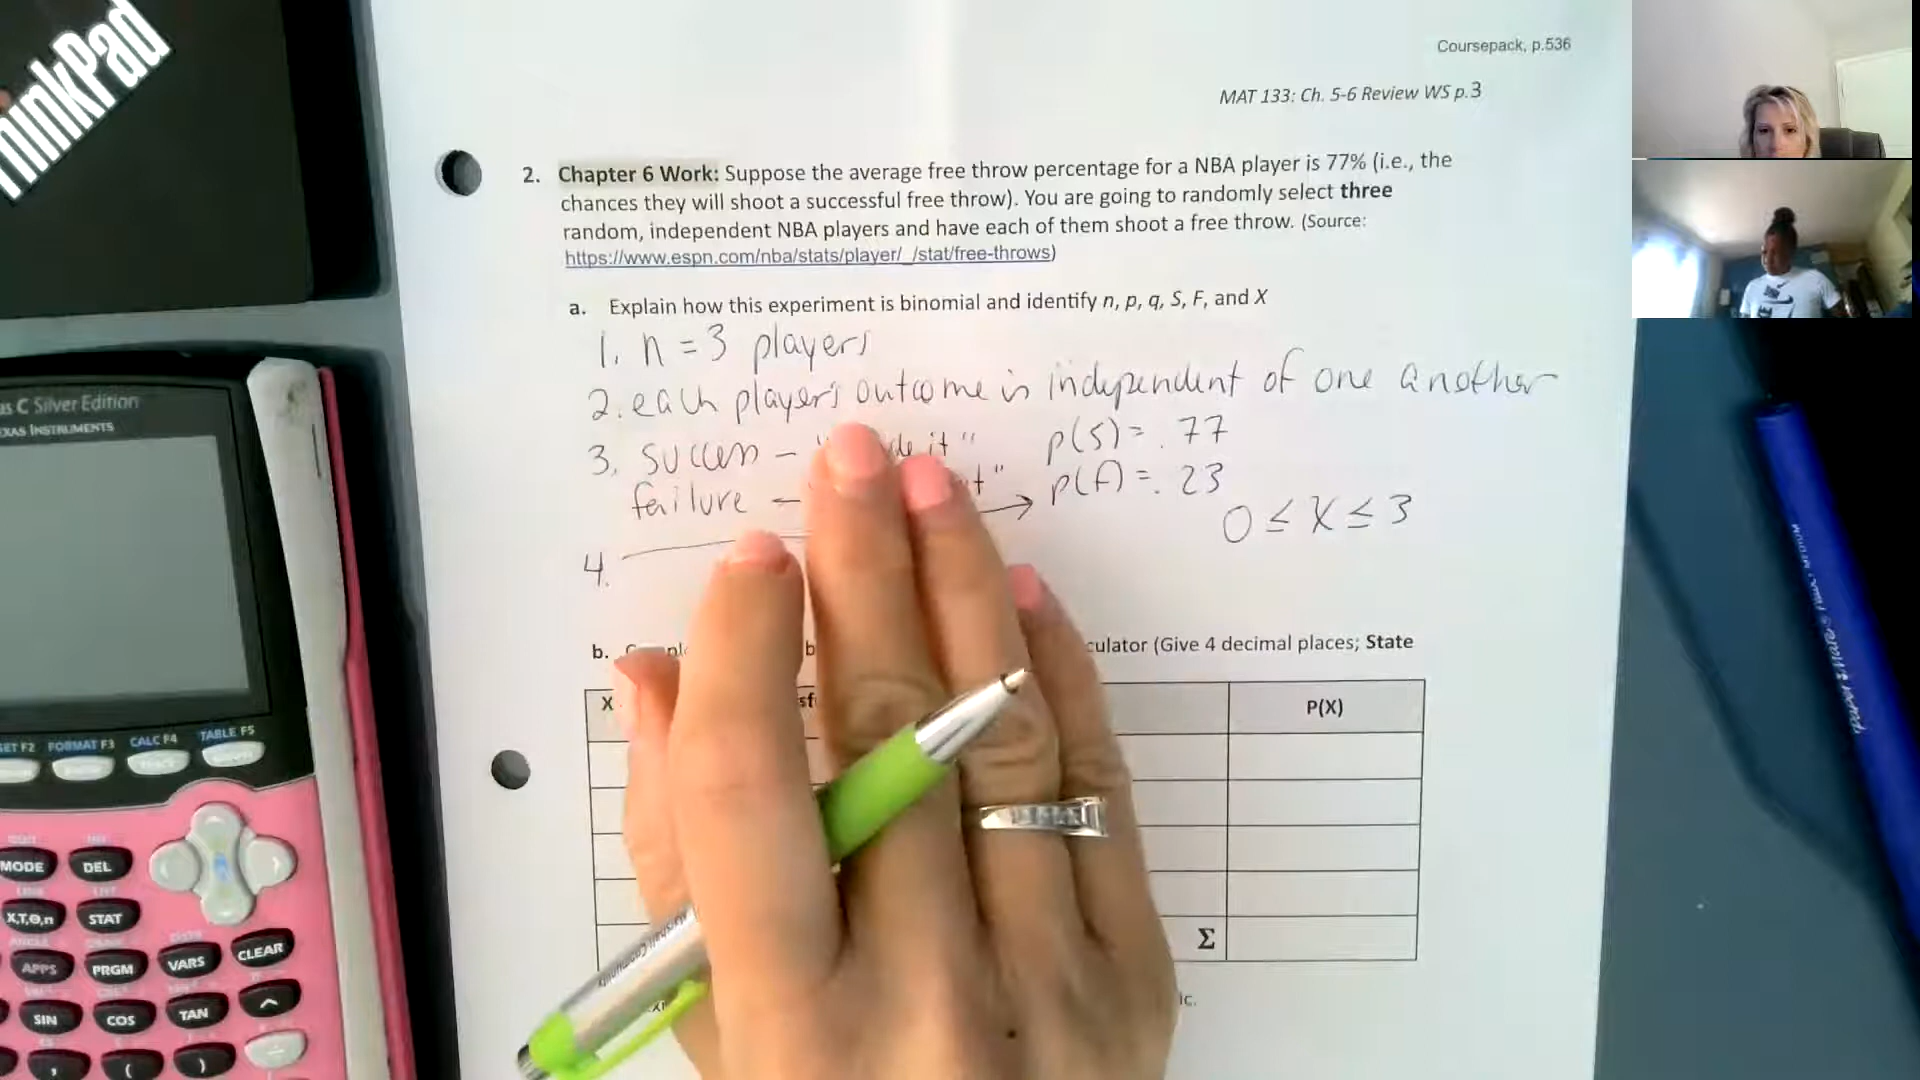 ThinkPad
Coursepack, p.536
MAT 133: Ch. 5-6 Review WS p.3
2. Chapter 6 Work: Suppose the average free throw percentage for a NBA player is 77% (i.e., the
chances they will shoot a successful free throw). You are going to randomly select three
random, independent NBA players and have each of them shoot a free throw. (Source:
https://www.espn.com/nba/stats/player/_/stat/free-throws)
a. Explain how this experiment is binomial and identify n, p, q, S, F, and X
1. n = 3 players
2. each player's outcome is independent of one another
3. success - it" p(S) = .77
failure - p(F) = .23
0 ≤ X ≤ 3
4.
b. (Give 4 decimal places; State
X P(X)
Σ
C Silver Edition
TEXAS INSTRUMENTS
FORMAT F3 CALC F4 TABLE F5
MODE DEL
X,T,Θ,n STAT
APPS PRGM VARS CLEAR
SIN COS TAN ^
, ( )
Paper Mate